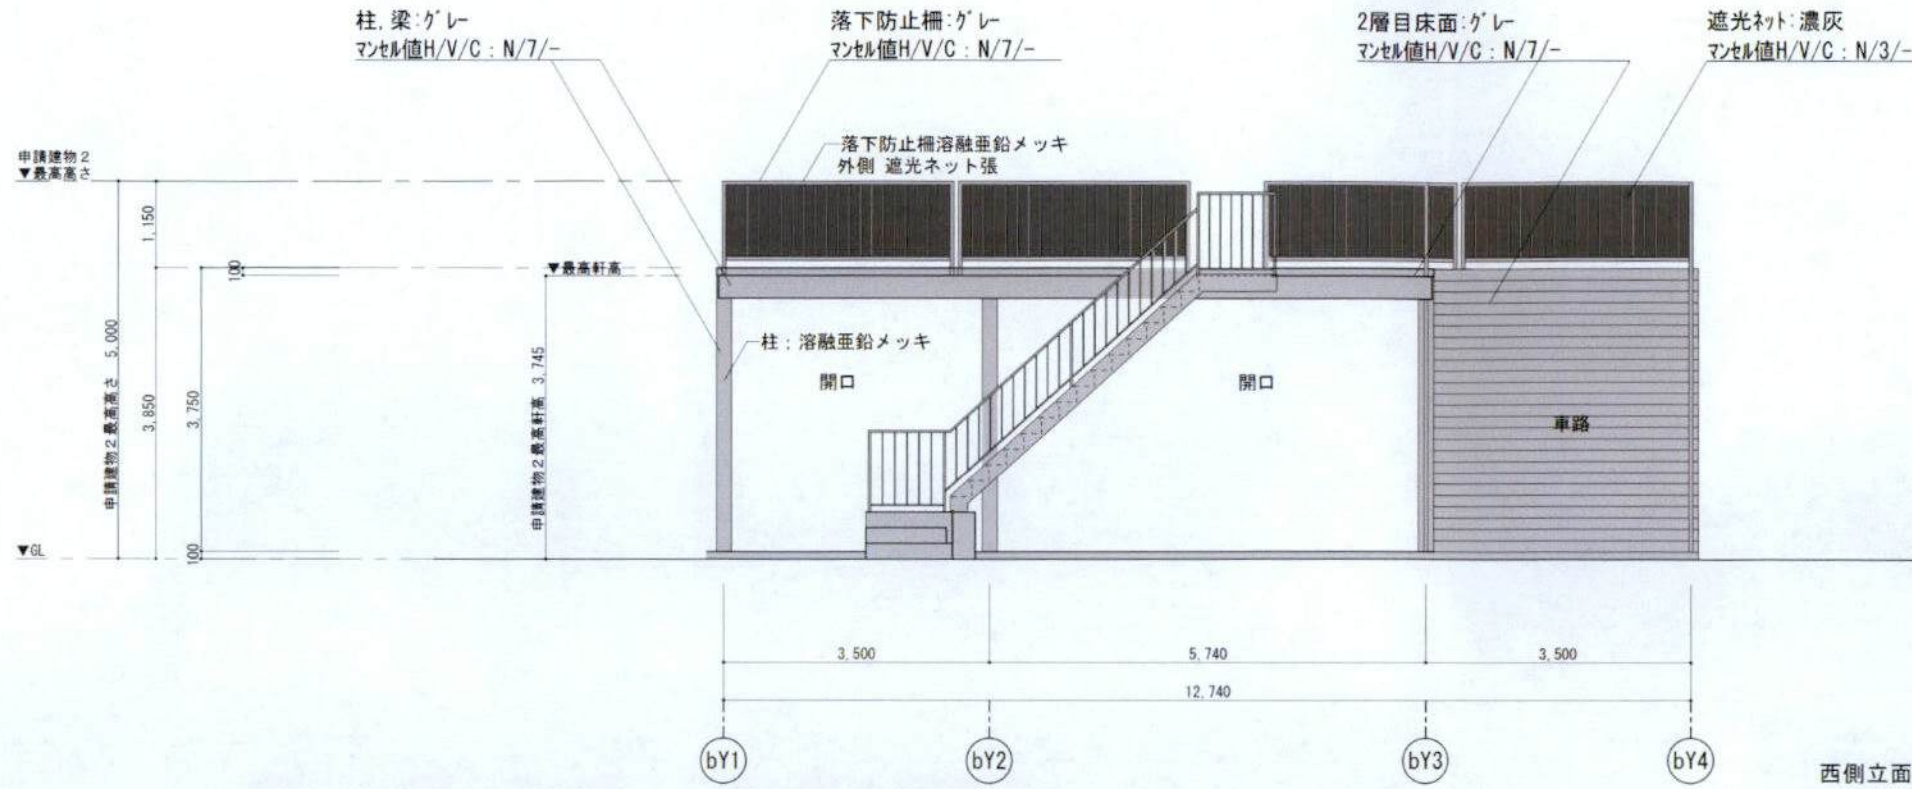 柱，梁：グレー
マンセル値H/V/C：N/7/-
落下防止柵：グレー
マンセル値H/V/C：N/7/-
2層目床面：グレー
マンセル値H/V/C：N/7/-
遮光ネット：濃灰
マンセル値H/V/C：N/3/-
落下防止柵溶融亜鉛メッキ
外側 遮光ネット張
申請建物２
▼最高高さ
1,150
100
▼最高軒高
申請建物２最高高さ 5,000
3,850
3,750
申請建物２最高軒高 3,745
柱：溶融亜鉛メッキ
開口
開口
車路
▼GL
100
3,500
5,740
3,500
12,740
bY1
bY2
bY3
bY4
西側立面